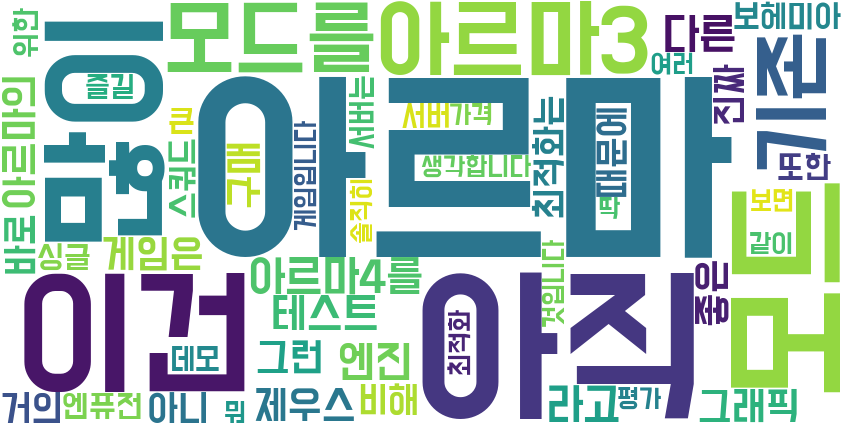 위한
모드를
아르마3
다른
보헤미아
여러
즐길
많이
아르마
기존
진짜
큰
서버는
서버
가격
스쿼드
게임입니다
구매
생각합니다
최적화는
때문에
딱
또한
바로
아르마의
솔직히
보면
같이
싱글
게임은
아르마4를
것입니다
좋은
모드
이건
아직
테스트
최적화
데모
그런
엔진
거의
엔퓨전
아니
뭐
제우스
비해
라고
평가
그래픽